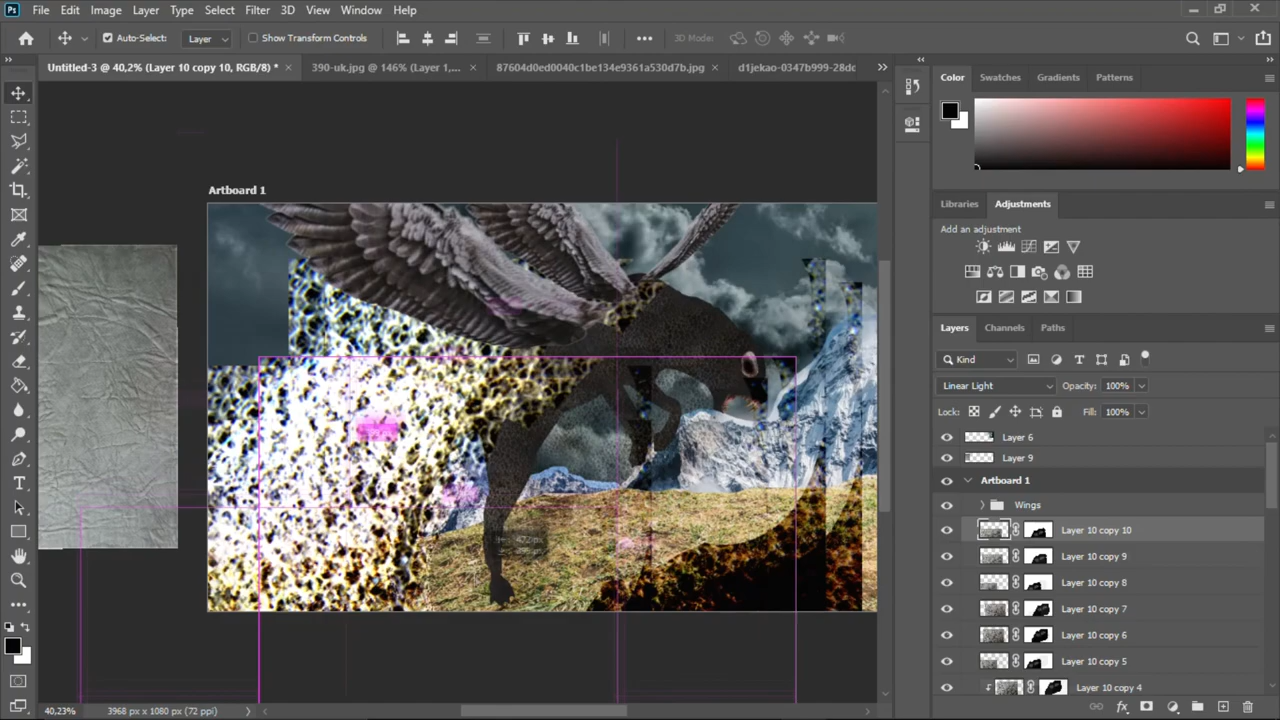 Ps File Edit Image Layer Type Select Filter 3D View Window Help
Auto-Select: Layer Show Transform Controls 3D Mode:
Untitled-3 @ 40,2% (Layer 10 copy 10, RGB/8) * 390-uk.jpg @ 146% (Layer 1,... 87604d0ed0040c1be134e9361a530d7b.jpg d1jekao-0347b999-28dc
Color Swatches Gradients Patterns
Artboard 1
Libraries Adjustments
Add an adjustment
Layers Channels Paths
Kind
Linear Light Opacity: 100%
Lock: Fill: 100%
Layer 6
Layer 9
Artboard 1
Wings
Layer 10 copy 10
Layer 10 copy 9
Layer 10 copy 8
Layer 10 copy 7
Layer 10 copy 6
Layer 10 copy 5
Layer 10 copy 4
40,23% 3968 px x 1080 px (72 ppi)